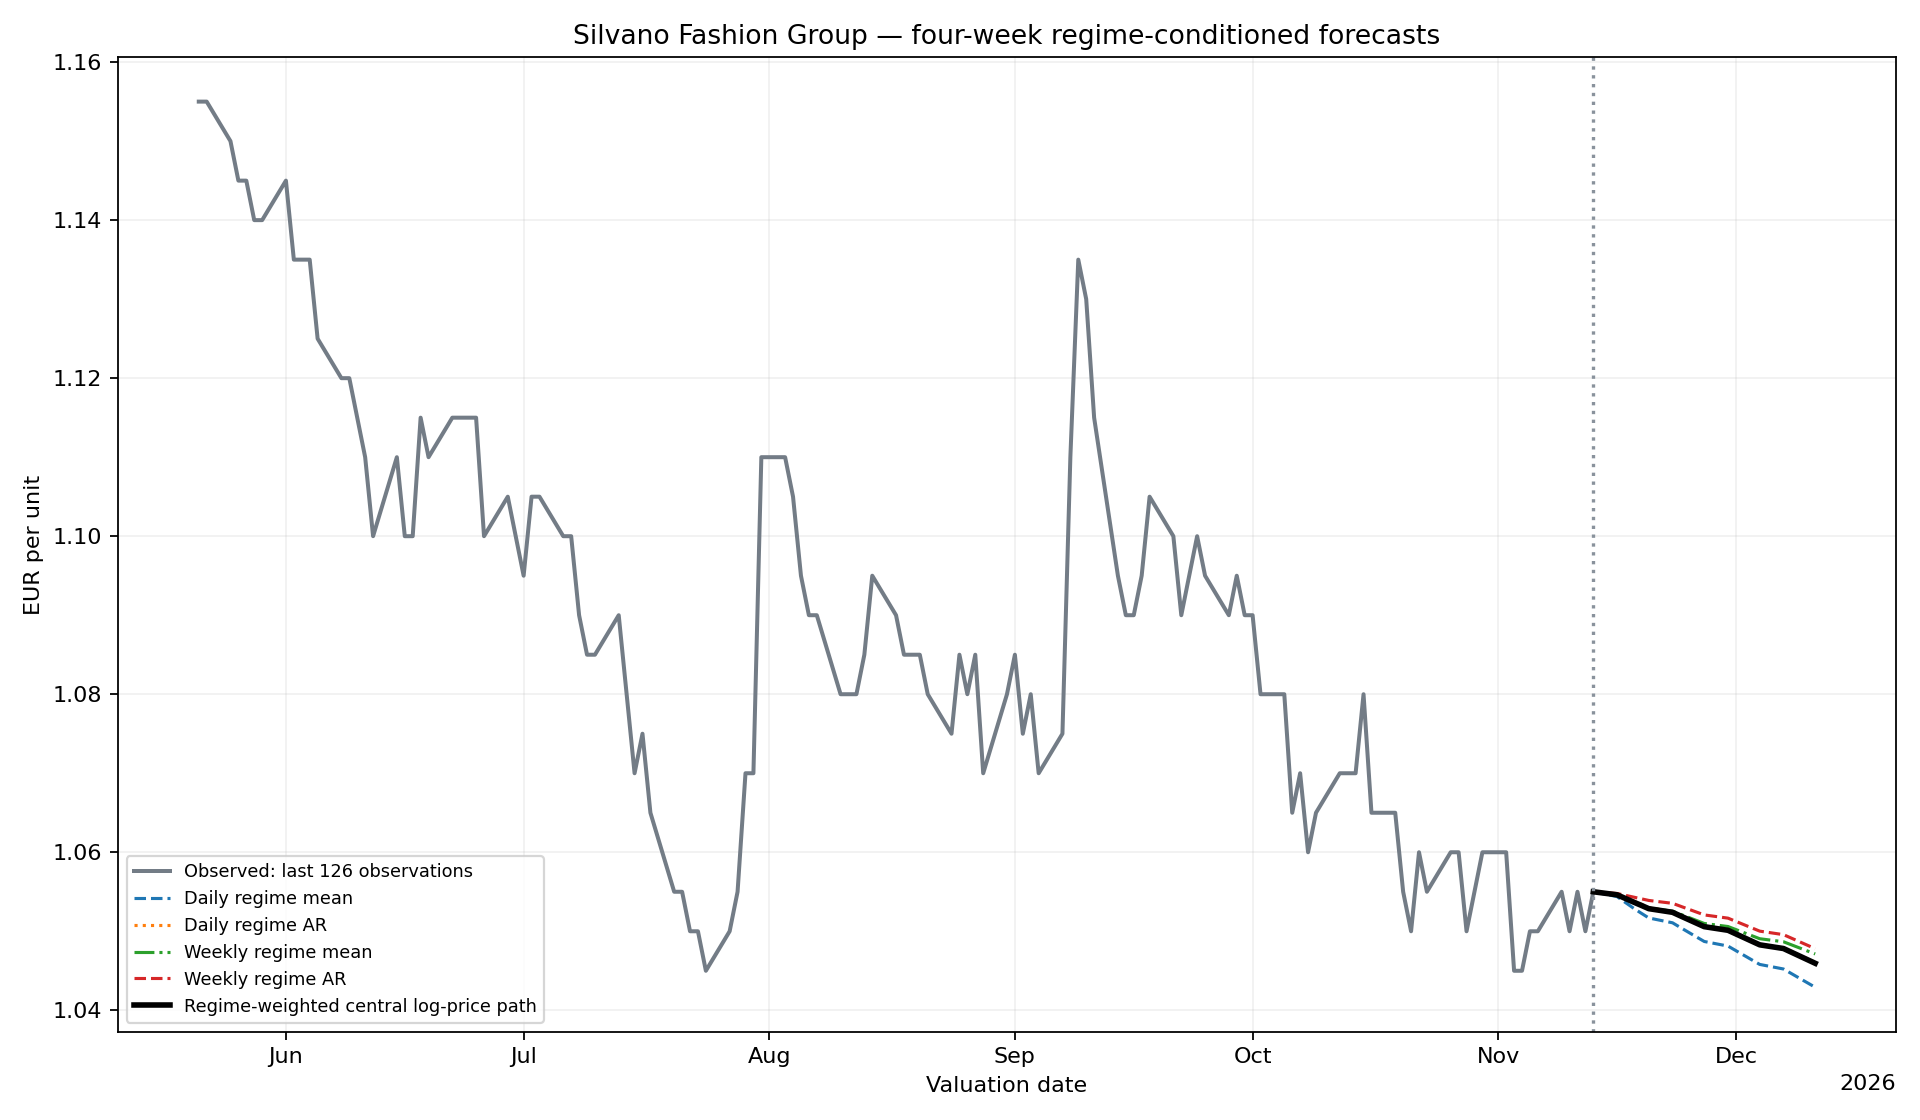 Silvano Fashion Group — four-week regime-conditioned forecasts
1.16
1.14
1.12
1.10
1.08
1.06
1.04
EUR per unit
Observed: last 126 observations
Daily regime mean
Daily regime AR
Weekly regime mean
Weekly regime AR
Regime-weighted central log-price path
Jun
Jul
Aug
Sep
Oct
Nov
Dec
Valuation date
2026